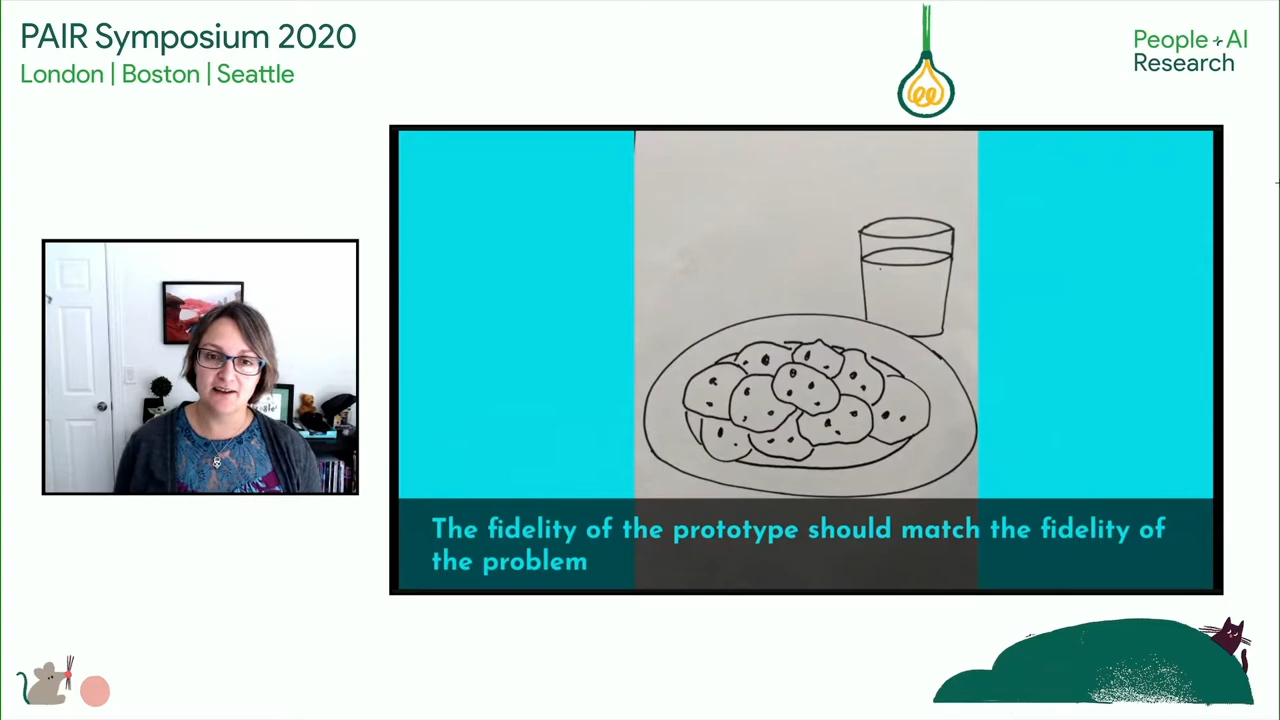 PAIR Symposium 2020
London | Boston | Seattle
People + AI
Research
The fidelity of the prototype should match the fidelity of
the problem